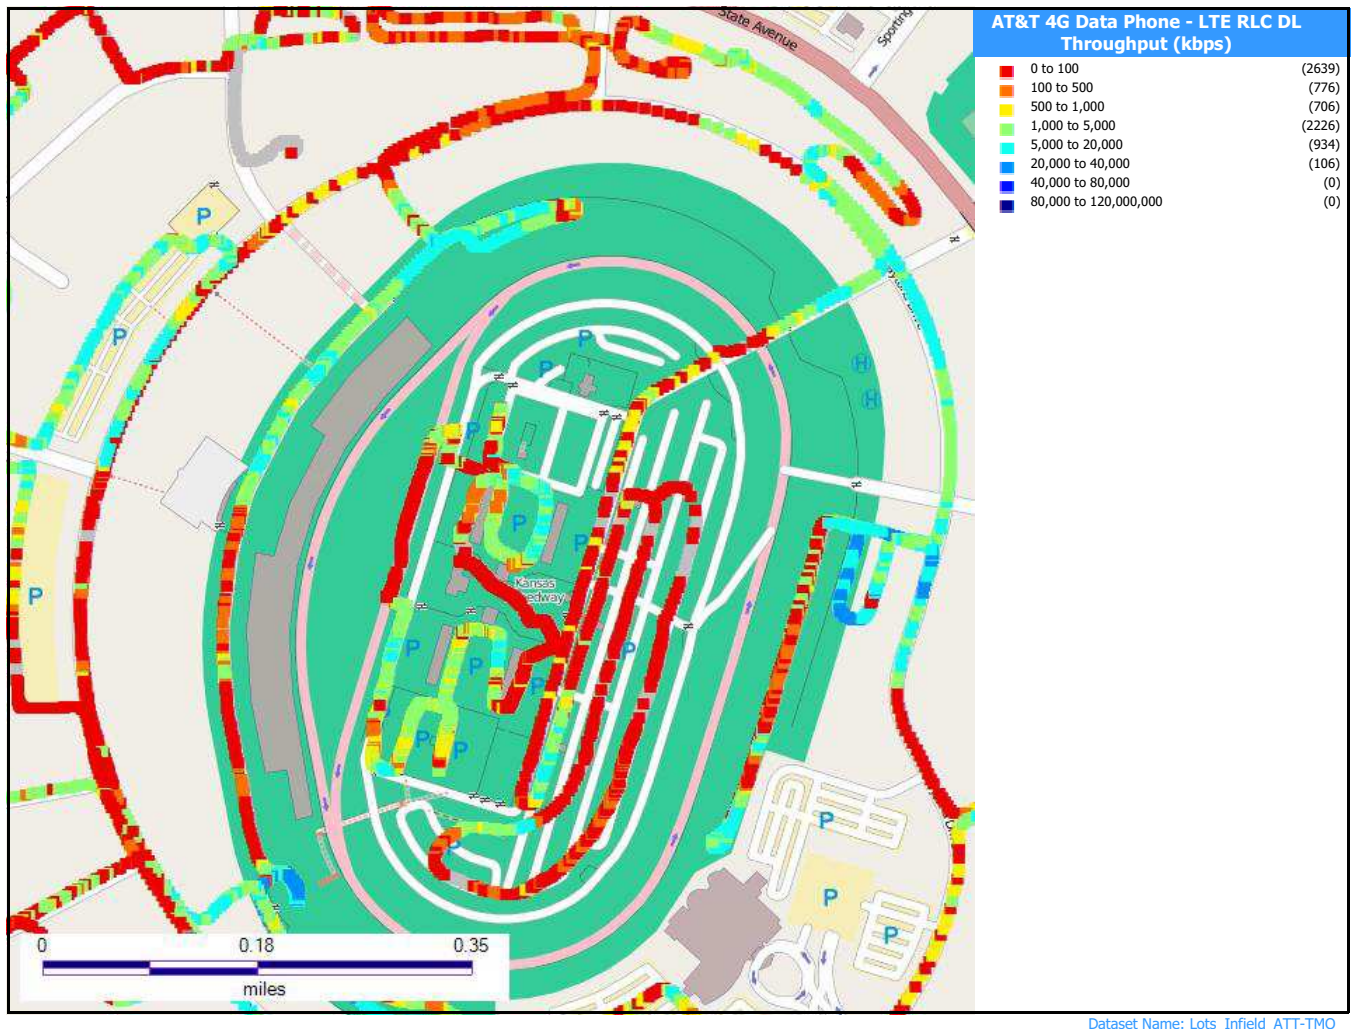 AT&T 4G Data Phone - LTE RLC DL
Throughput (kbps)
0 to 100 (2639)
100 to 500 (776)
500 to 1,000 (706)
1,000 to 5,000 (2226)
5,000 to 20,000 (934)
20,000 to 40,000 (106)
40,000 to 80,000 (0)
80,000 to 120,000,000 (0)
State Avenue
Sporting
P
P
H
H
P
P
P
P
P
P
Kansas
edway
P
P
P
P
P
P
P
P
P
P
P
P
0 0.18 0.35
miles
Dataset Name: Lots_Infield_ATT-TMO